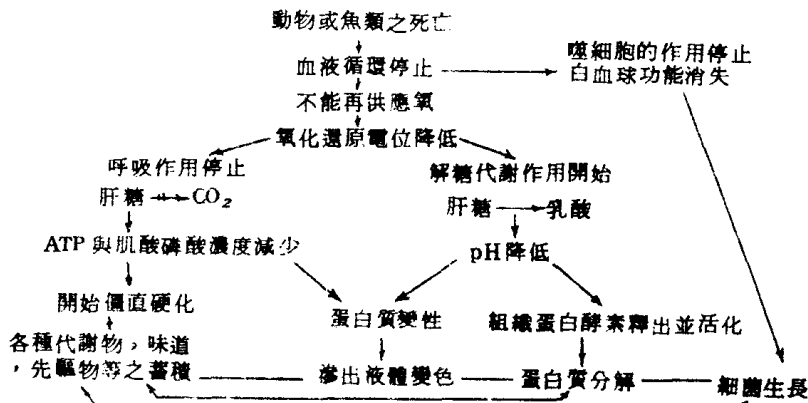 動物或魚類之死亡
血液循環停止
噬細胞的作用停止
白血球功能消失
不能再供應氧
氧化還原電位降低
呼吸作用停止
肝糖 CO₂
解糖代謝作用開始
肝糖 乳酸
ATP與肌酸磷酸濃度減少
pH降低
開始僵直硬化
蛋白質變性
組織蛋白酵素釋出並活化
各種代謝物，味道
，先驅物等之蓄積
滲出液體變色
蛋白質分解
細菌生長